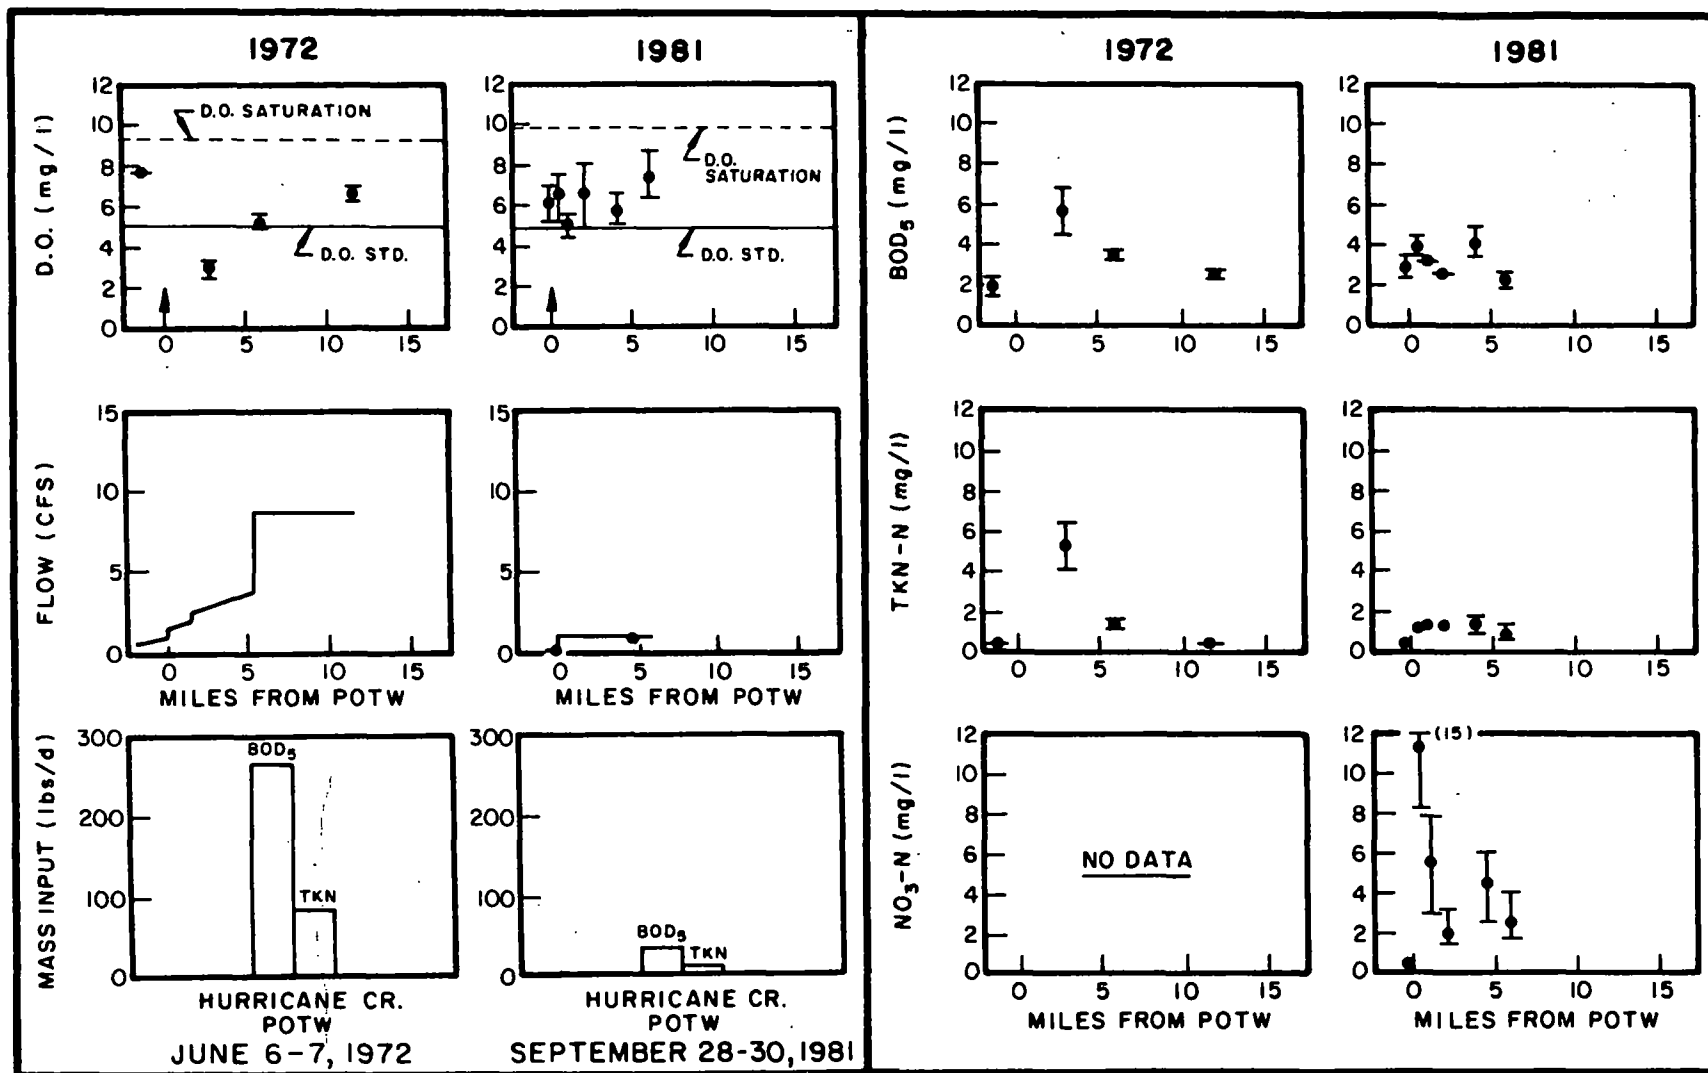 1972
1981
D.O. (mg/l)
12
10
8
6
4
2
0
D.O. SATURATION
D.O. STD.
0 5 10 15
12
10
8
6
4
2
0
D.O.
SATURATION
D.O. STD.
0 5 10 15
FLOW (CFS)
15
10
5
0
0 5 10 15
MILES FROM POTW
15
10
5
0
0 5 10 15
MILES FROM POTW
MASS INPUT (lbs/d)
300
200
100
0
BOD5
TKN
HURRICANE CR.
POTW
JUNE 6-7, 1972
300
200
100
0
BOD5
TKN
HURRICANE CR.
POTW
SEPTEMBER 28-30, 1981
1972
1981
BOD5 (mg/l)
12
10
8
6
4
2
0
0 5 10 15
12
10
8
6
4
2
0
0 5 10 15
TKN-N (mg/l)
12
10
8
6
4
2
0
0 5 10 15
12
10
8
6
4
2
0
0 5 10 15
NO3-N (mg/l)
12
10
8
6
4
2
0
NO DATA
0 5 10 15
MILES FROM POTW
12
10
8
6
4
2
0
(15)
0 5 10 15
MILES FROM POTW